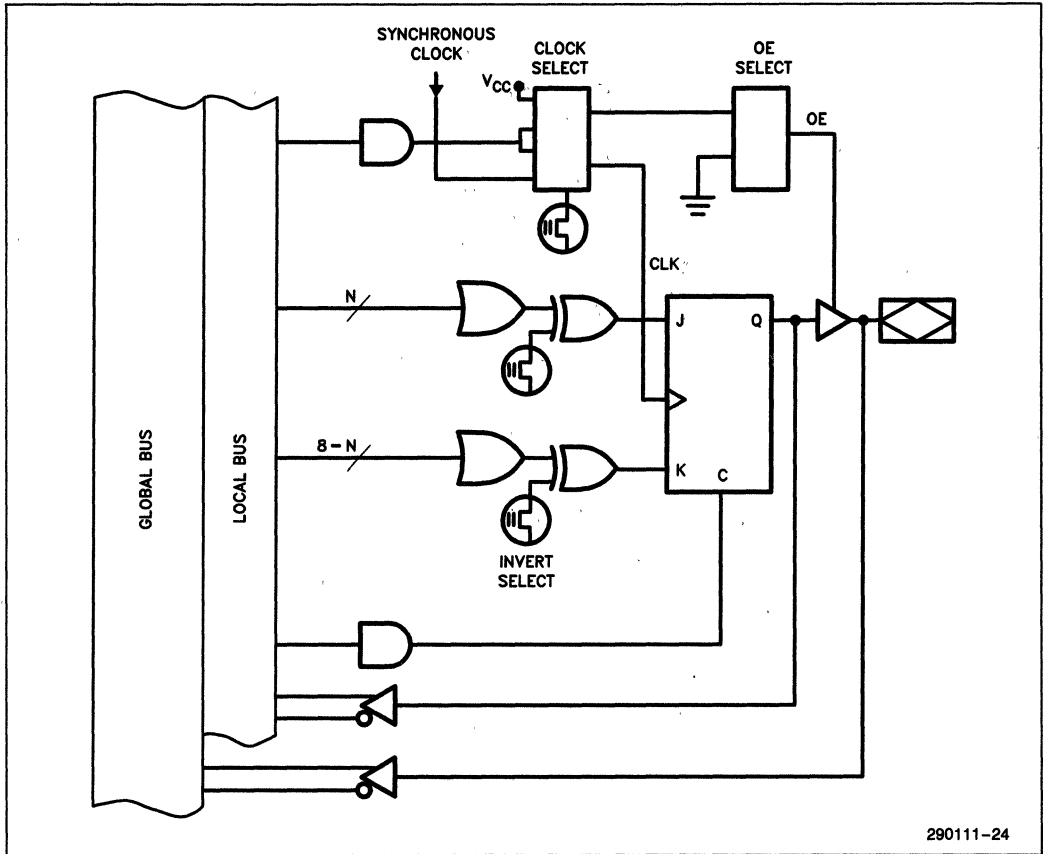 SYNCHRONOUS
CLOCK
CLOCK
SELECT
OE
SELECT
VCC
OE
CLK
N
J
Q
8-N
K
C
INVERT
SELECT
GLOBAL BUS
LOCAL BUS
290111-24